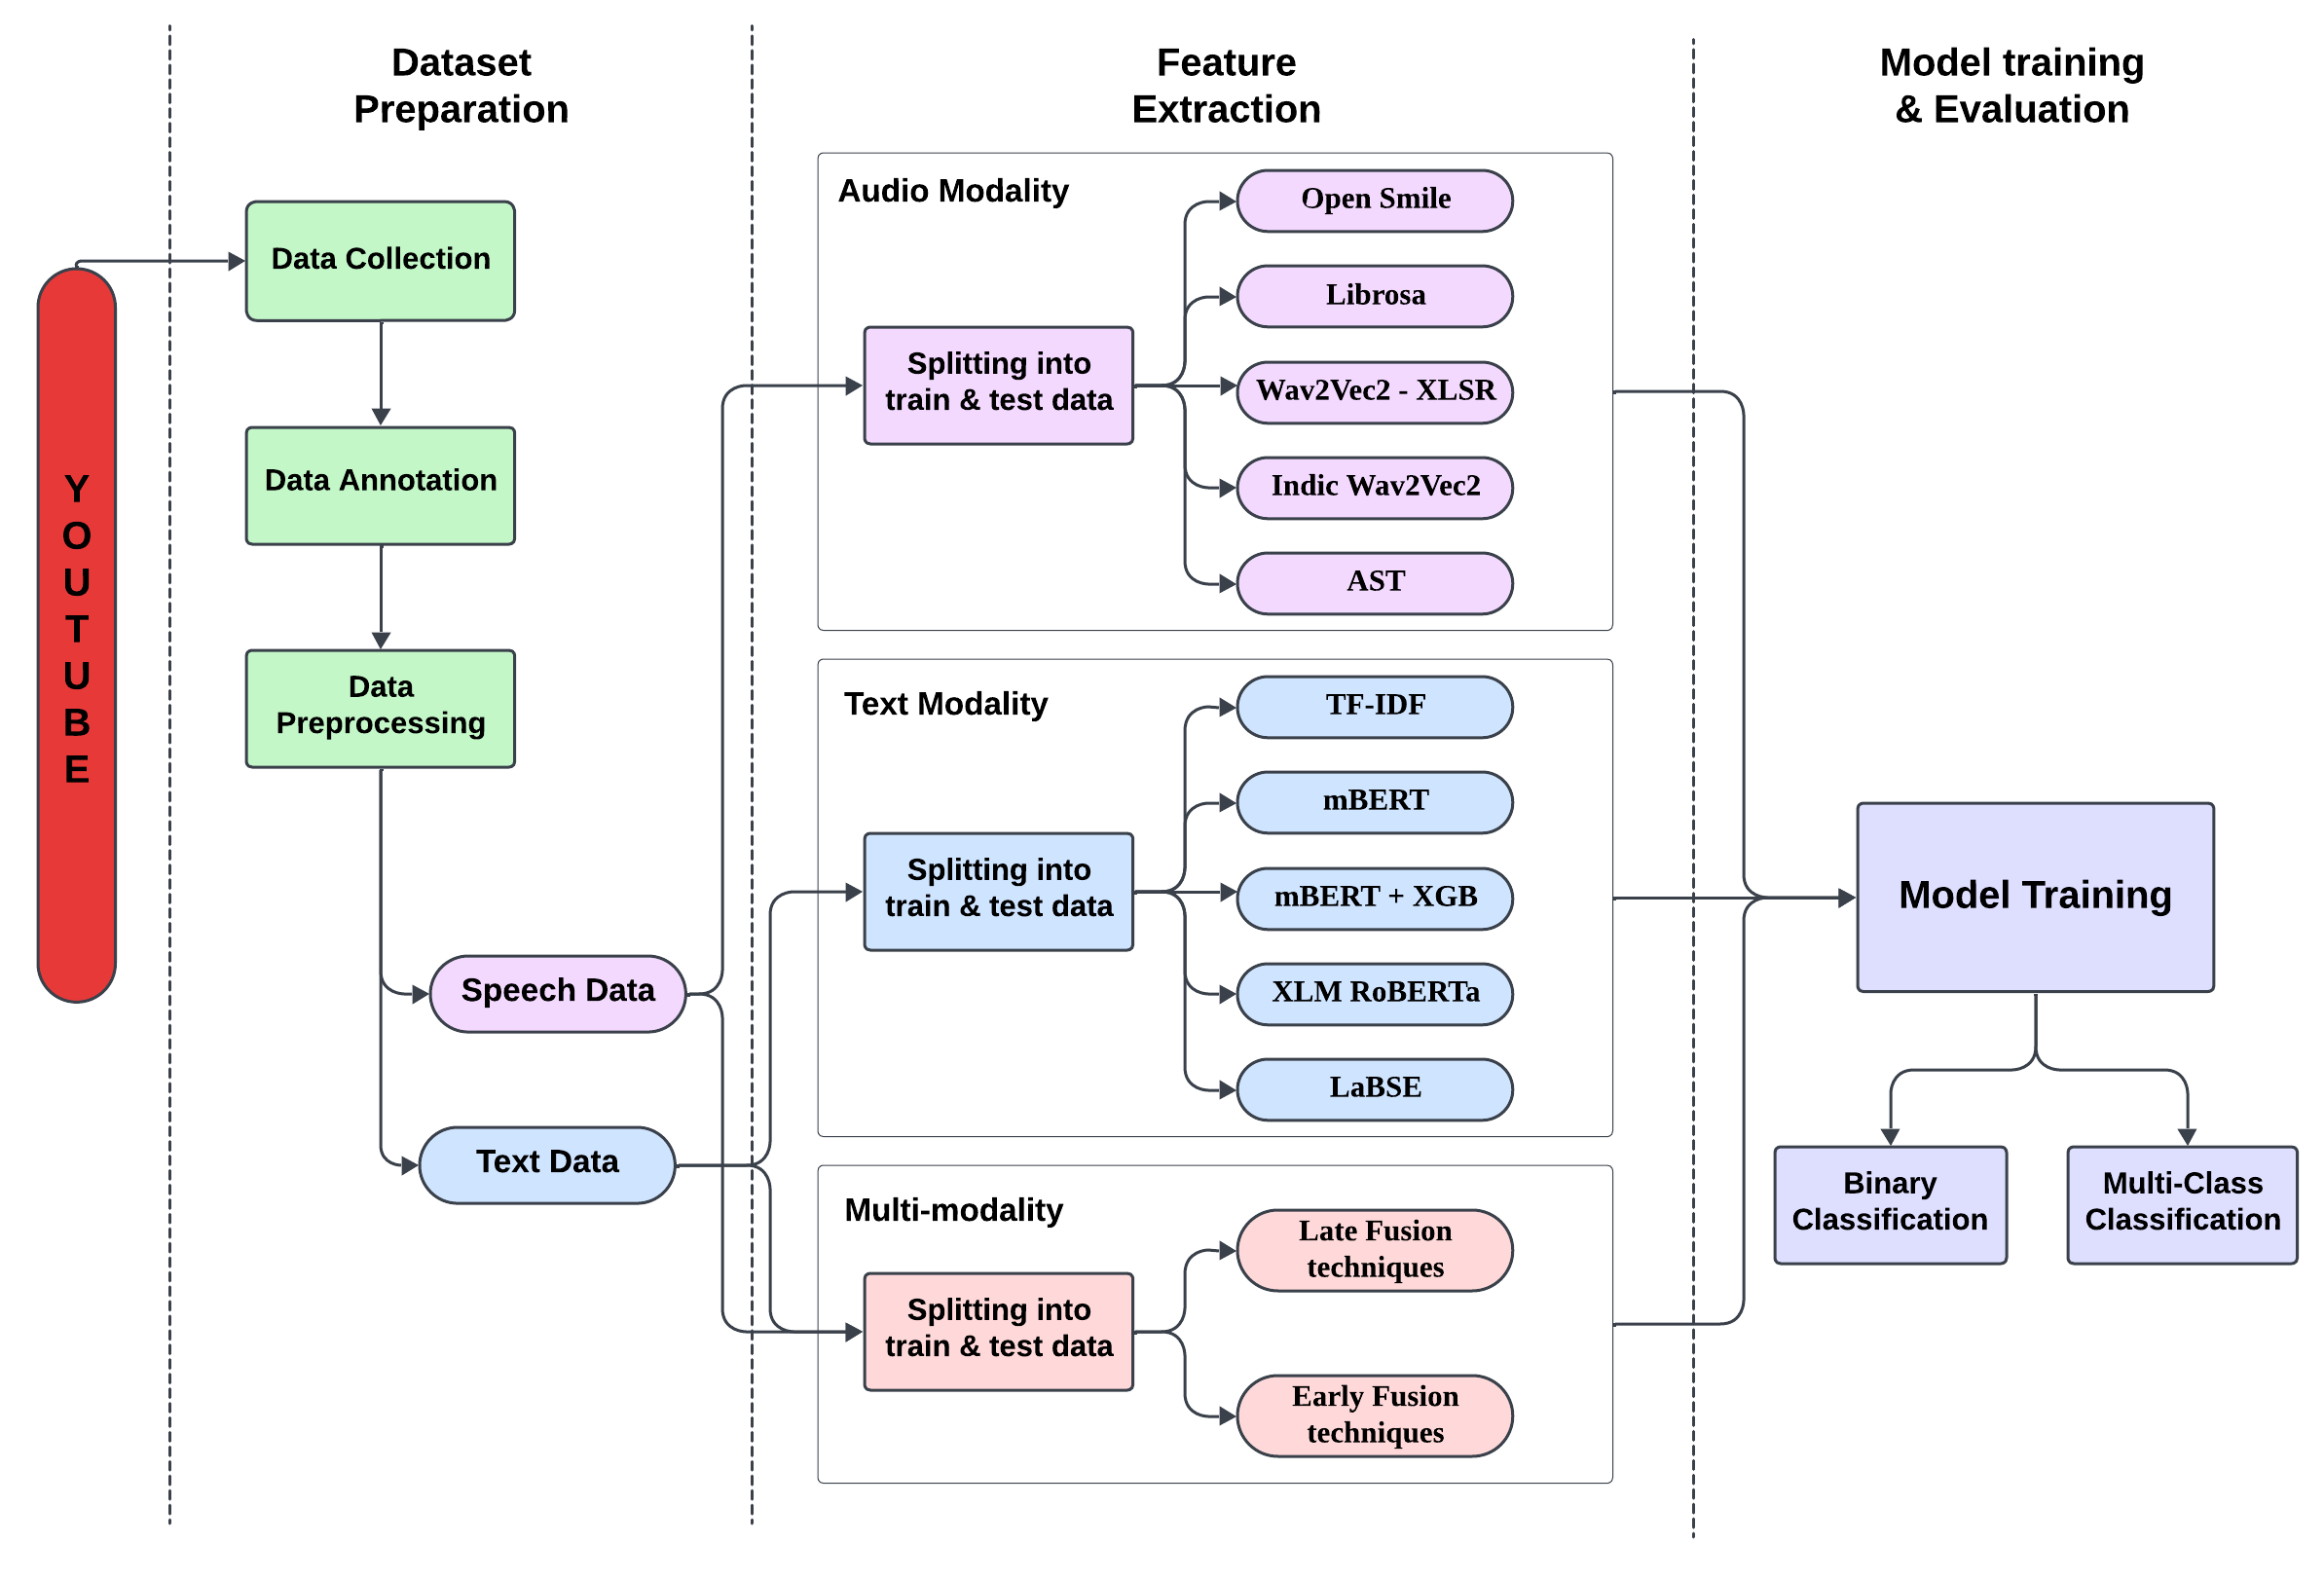 Dataset
Preparation
Feature
Extraction
Model training
& Evaluation
YOUTUBE
Data Collection
Data Annotation
Data
Preprocessing
Speech Data
Text Data
Audio Modality
Splitting into
train & test data
Open Smile
Librosa
Wav2Vec2 - XLSR
Indic Wav2Vec2
AST
Text Modality
Splitting into
train & test data
TF-IDF
mBERT
mBERT + XGB
XLM RoBERTa
LaBSE
Multi-modality
Splitting into
train & test data
Late Fusion
techniques
Early Fusion
techniques
Model Training
Binary
Classification
Multi-Class
Classification